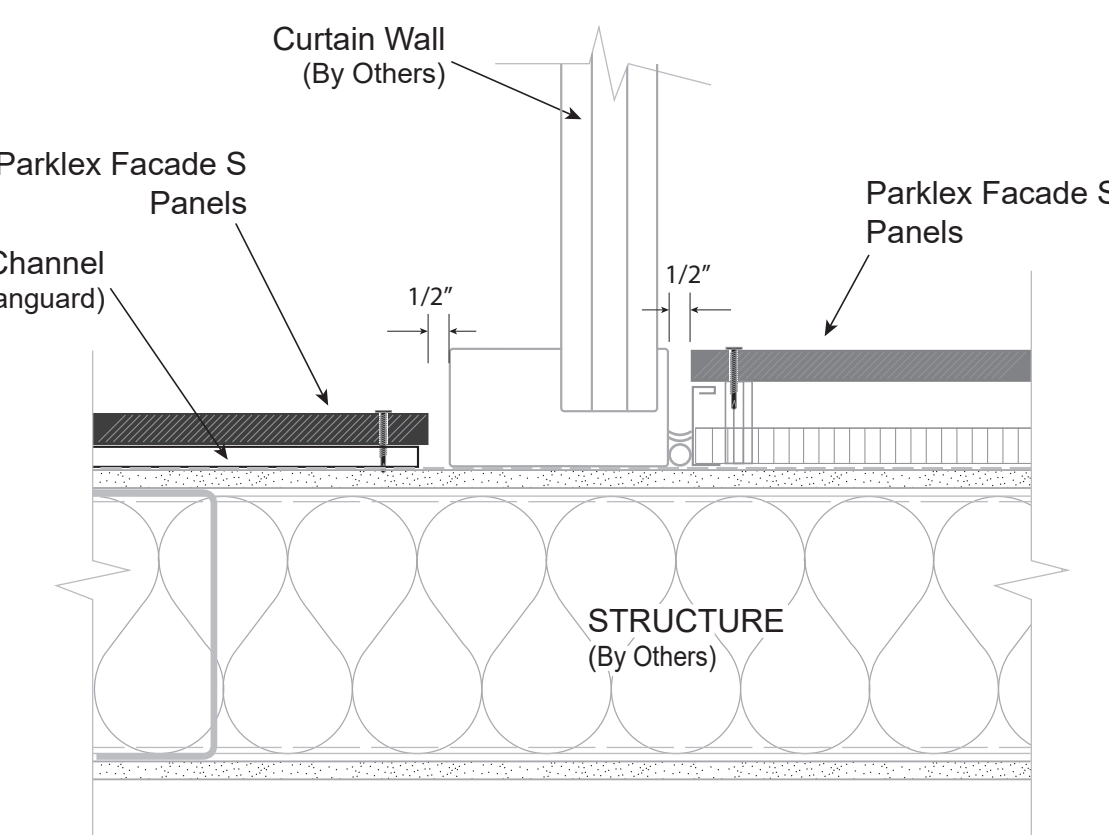 Curtain Wall
(By Others)
Parklex Facade S
Panels
Parklex Facade S
Panels
Channel
anguard)
1/2”
1/2”
STRUCTURE
(By Others)